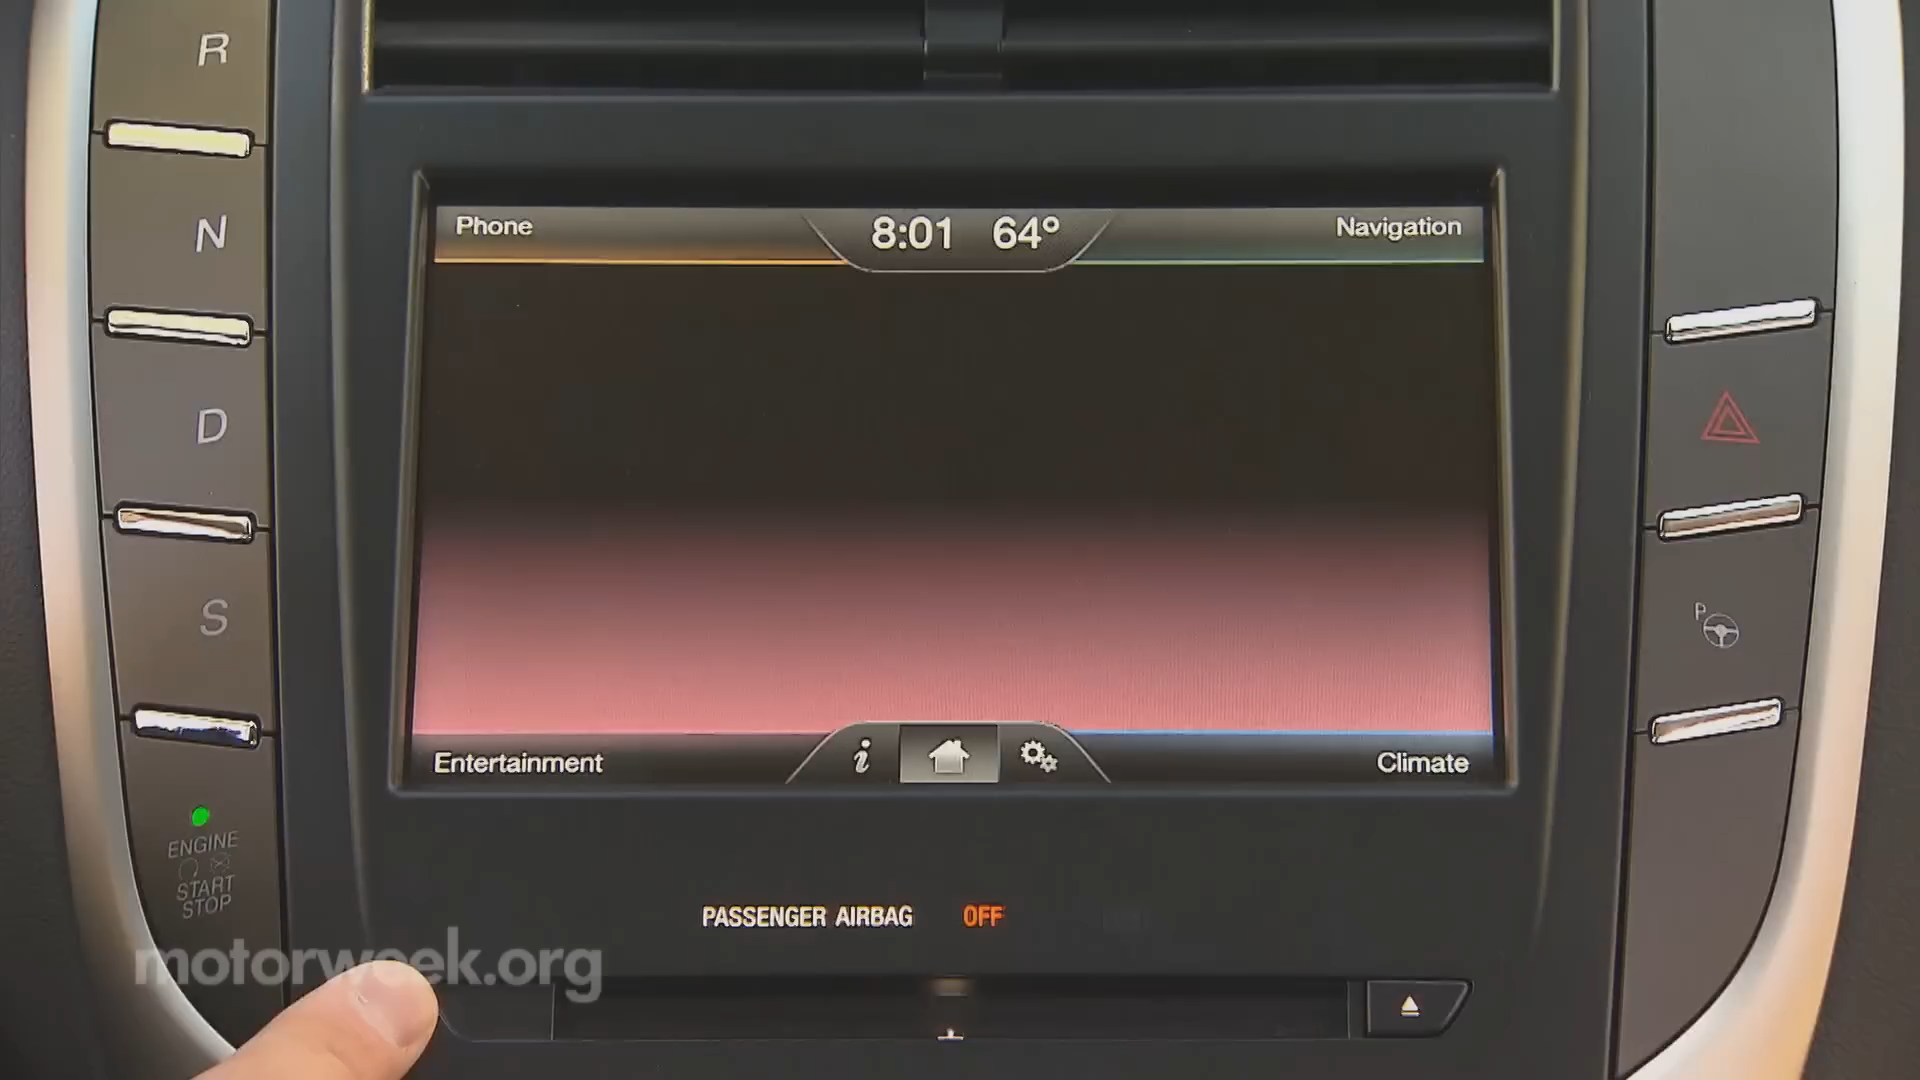 R
N
D
S
ENGINE
START
STOP
Phone
8:01 64°
Navigation
Entertainment
i
Climate
P
PASSENGER AIRBAG OFF
motorweek.org